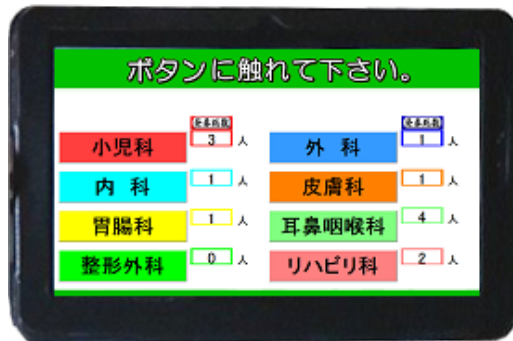 ボタンに触れて下さい。
小児科 3 人
外 科 1 人
内 科 1 人
皮膚科 1 人
胃腸科 1 人
耳鼻咽喉科 4 人
整形外科 0 人
リハビリ科 2 人